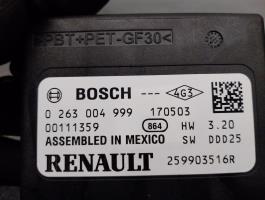 >PBT+PET-GF30<
BOSCH --- 4G3
0 263 004 999 170503
00111359 864 HW 3.20
ASSEMBLED IN MEXICO SW DDD25
RENAULT 259903516R